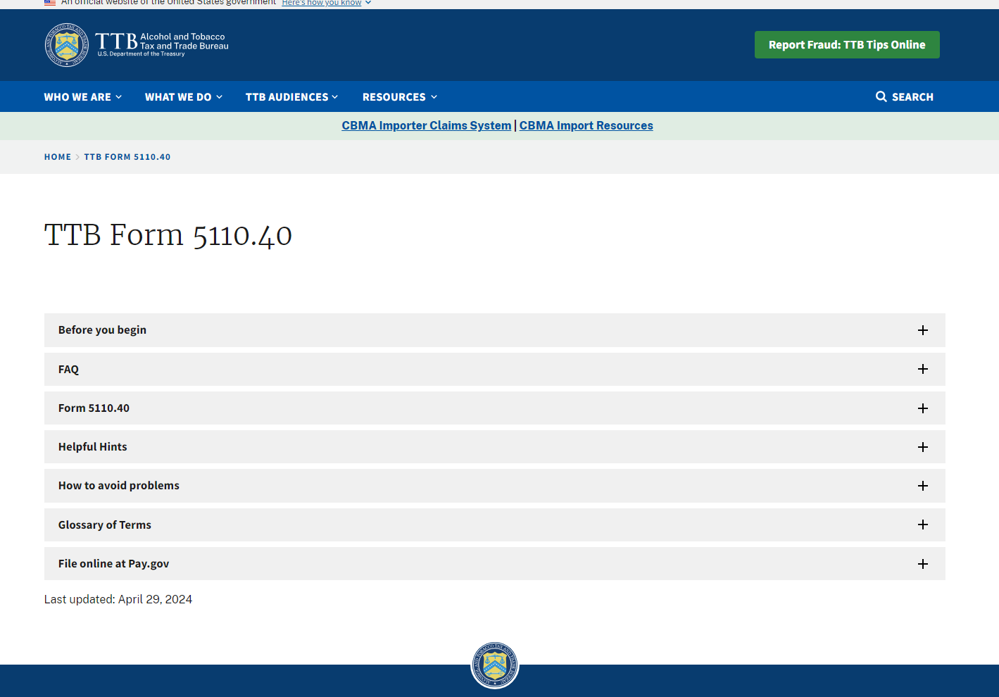 An official website of the United States government Here's how you know
TTB Alcohol and Tobacco
Tax and Trade Bureau
U.S. Department of the Treasury
Report Fraud: TTB Tips Online
WHO WE ARE WHAT WE DO TTB AUDIENCES RESOURCES SEARCH
CBMA Importer Claims System | CBMA Import Resources
HOME TTB FORM 5110.40
TTB Form 5110.40
Before you begin
FAQ
Form 5110.40
Helpful Hints
How to avoid problems
Glossary of Terms
File online at Pay.gov
Last updated: April 29, 2024